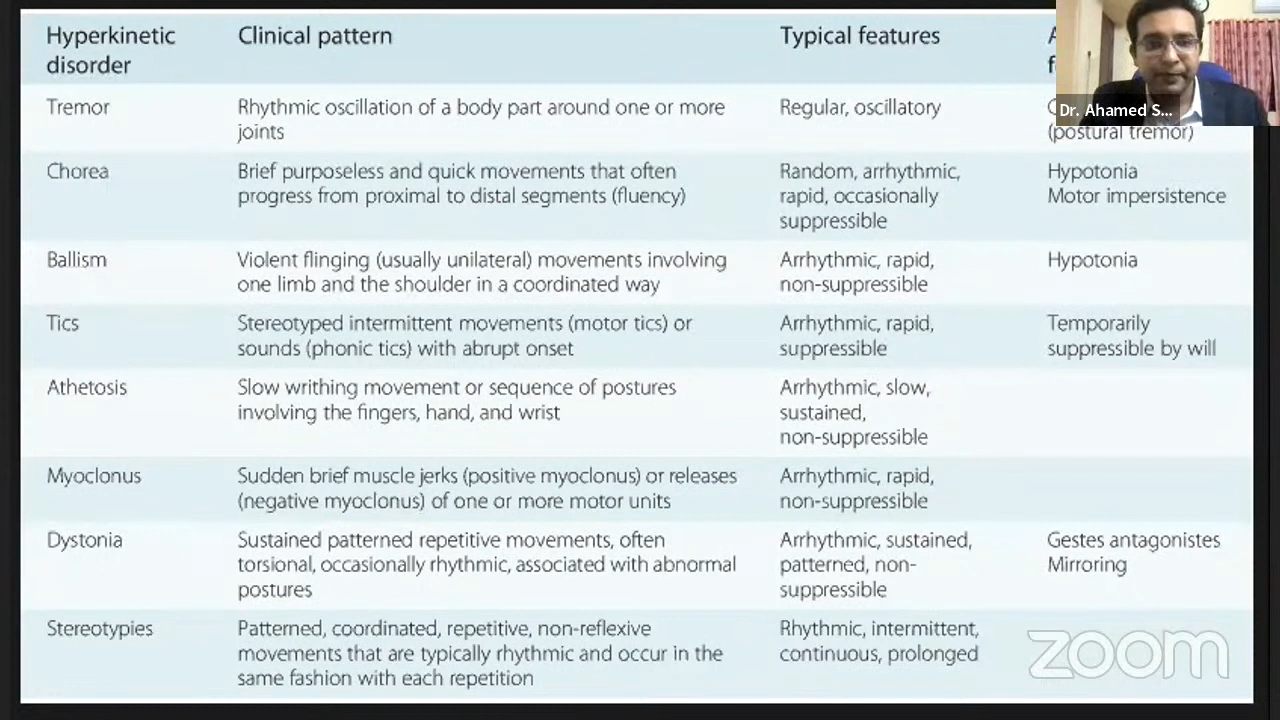 Hyperkinetic disorder
Clinical pattern
Typical features
Tremor
Rhythmic oscillation of a body part around one or more
joints
Regular, oscillatory
(postural tremor)
Chorea
Brief purposeless and quick movements that often
progress from proximal to distal segments (fluency)
Random, arrhythmic,
rapid, occasionally
suppressible
Hypotonia
Motor impersistence
Ballism
Violent flinging (usually unilateral) movements involving
one limb and the shoulder in a coordinated way
Arrhythmic, rapid,
non-suppressible
Hypotonia
Tics
Stereotyped intermittent movements (motor tics) or
sounds (phonic tics) with abrupt onset
Arrhythmic, rapid,
suppressible
Temporarily
suppressible by will
Athetosis
Slow writhing movement or sequence of postures
involving the fingers, hand, and wrist
Arrhythmic, slow,
sustained,
non-suppressible
Myoclonus
Sudden brief muscle jerks (positive myoclonus) or releases
(negative myoclonus) of one or more motor units
Arrhythmic, rapid,
non-suppressible
Dystonia
Sustained patterned repetitive movements, often
torsional, occasionally rhythmic, associated with abnormal
postures
Arrhythmic, sustained,
patterned, non-
suppressible
Gestes antagonistes
Mirroring
Stereotypies
Patterned, coordinated, repetitive, non-reflexive
movements that are typically rhythmic and occur in the
same fashion with each repetition
Rhythmic, intermittent,
continuous, prolonged
Dr. Ahamed S...
zoom